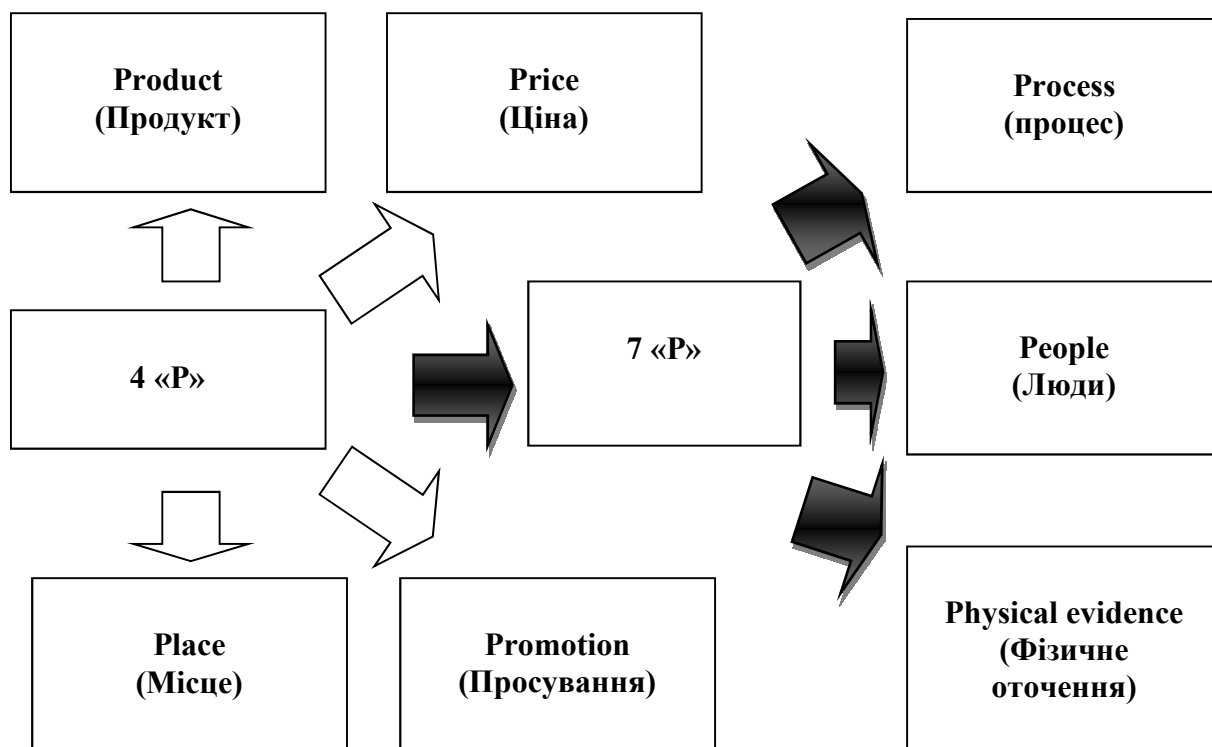 Product
(Продукт)
Price
(Ціна)
Process
(процес)
4 «Р»
7 «Р»
People
(Люди)
Place
(Місце)
Promotion
(Просування)
Physical evidence
(Фізичне
оточення)